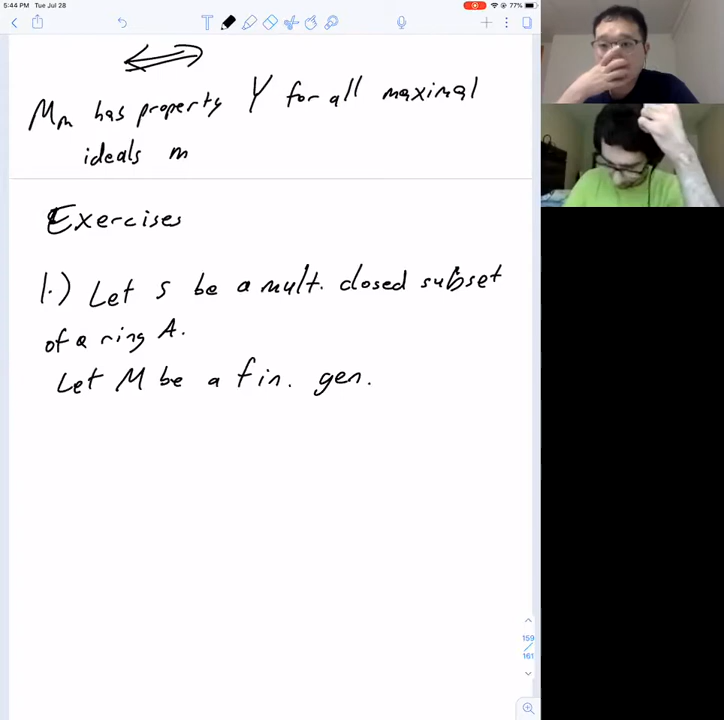 5:44 PM Tue Jul 28
77%
M_m has property Y for all maximal
ideals m
Exercises
1.) Let S be a mult. closed subset
of a ring A.
Let M be a fin. gen.
159
161